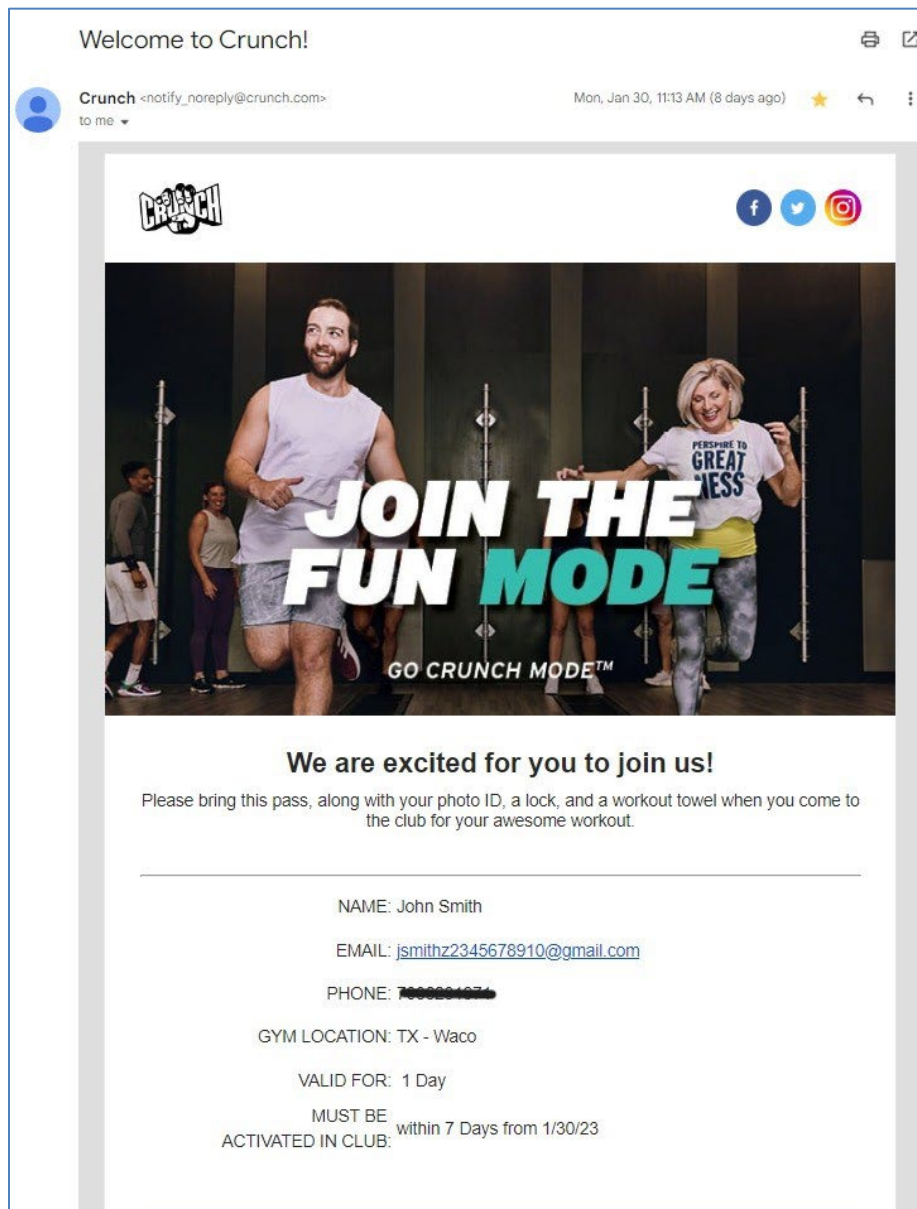 Welcome to Crunch!
Crunch <notify_noreply@crunch.com>
Mon, Jan 30, 11:13 AM (8 days ago)
to me
CRUNCH
PERSPIRE TO
GREAT
NESS
JOIN THE
FUN MODE
GO CRUNCH MODE™
We are excited for you to join us!
Please bring this pass, along with your photo ID, a lock, and a workout towel when you come to
the club for your awesome workout.
NAME: John Smith
EMAIL: jsmithz2345678910@gmail.com
PHONE:
GYM LOCATION: TX - Waco
VALID FOR: 1 Day
MUST BE
ACTIVATED IN CLUB: within 7 Days from 1/30/23